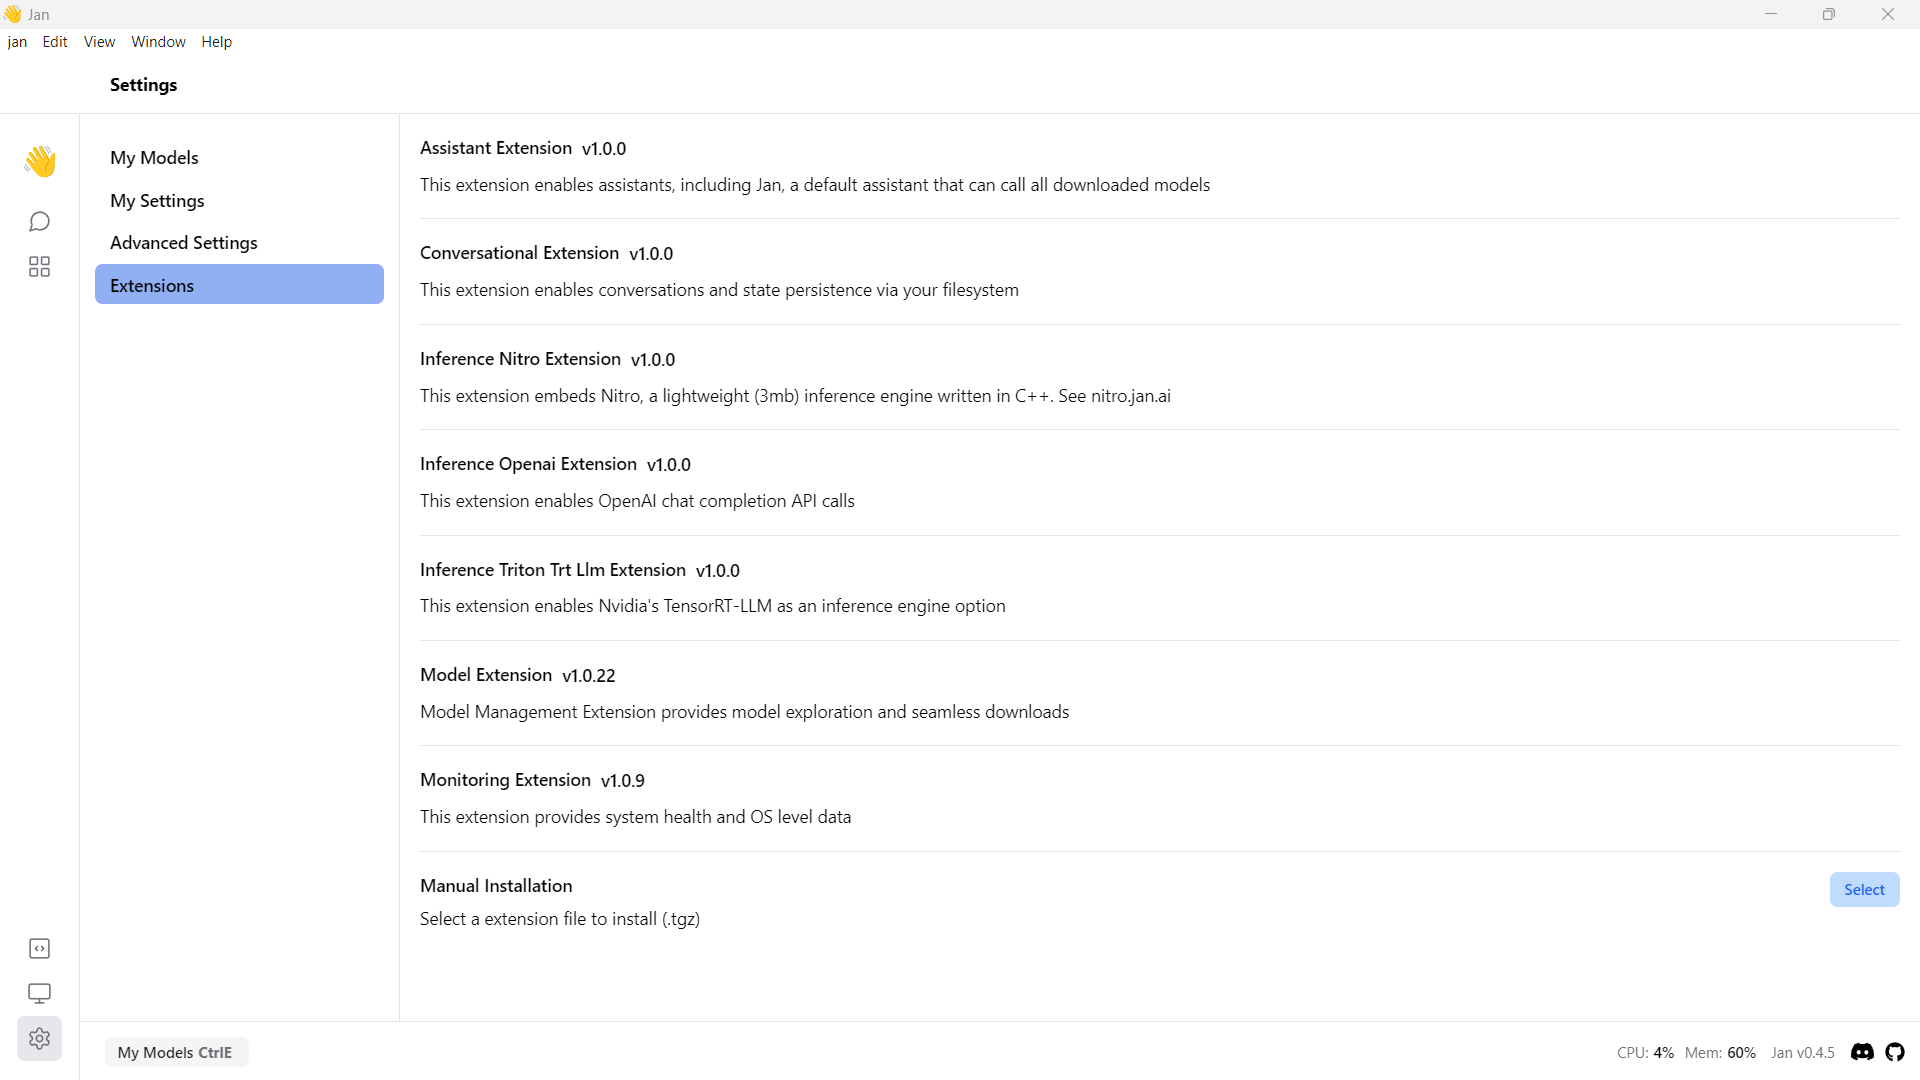 Jan
jan Edit View Window Help
Settings
My Models
My Settings
Advanced Settings
Extensions
Assistant Extension v1.0.0
This extension enables assistants, including Jan, a default assistant that can call all downloaded models
Conversational Extension v1.0.0
This extension enables conversations and state persistence via your filesystem
Inference Nitro Extension v1.0.0
This extension embeds Nitro, a lightweight (3mb) inference engine written in C++. See nitro.jan.ai
Inference Openai Extension v1.0.0
This extension enables OpenAI chat completion API calls
Inference Triton Trt Llm Extension v1.0.0
This extension enables Nvidia's TensorRT-LLM as an inference engine option
Model Extension v1.0.22
Model Management Extension provides model exploration and seamless downloads
Monitoring Extension v1.0.9
This extension provides system health and OS level data
Manual Installation
Select
Select a extension file to install (.tgz)
My Models CtrlE
CPU: 4% Mem: 60% Jan v0.4.5